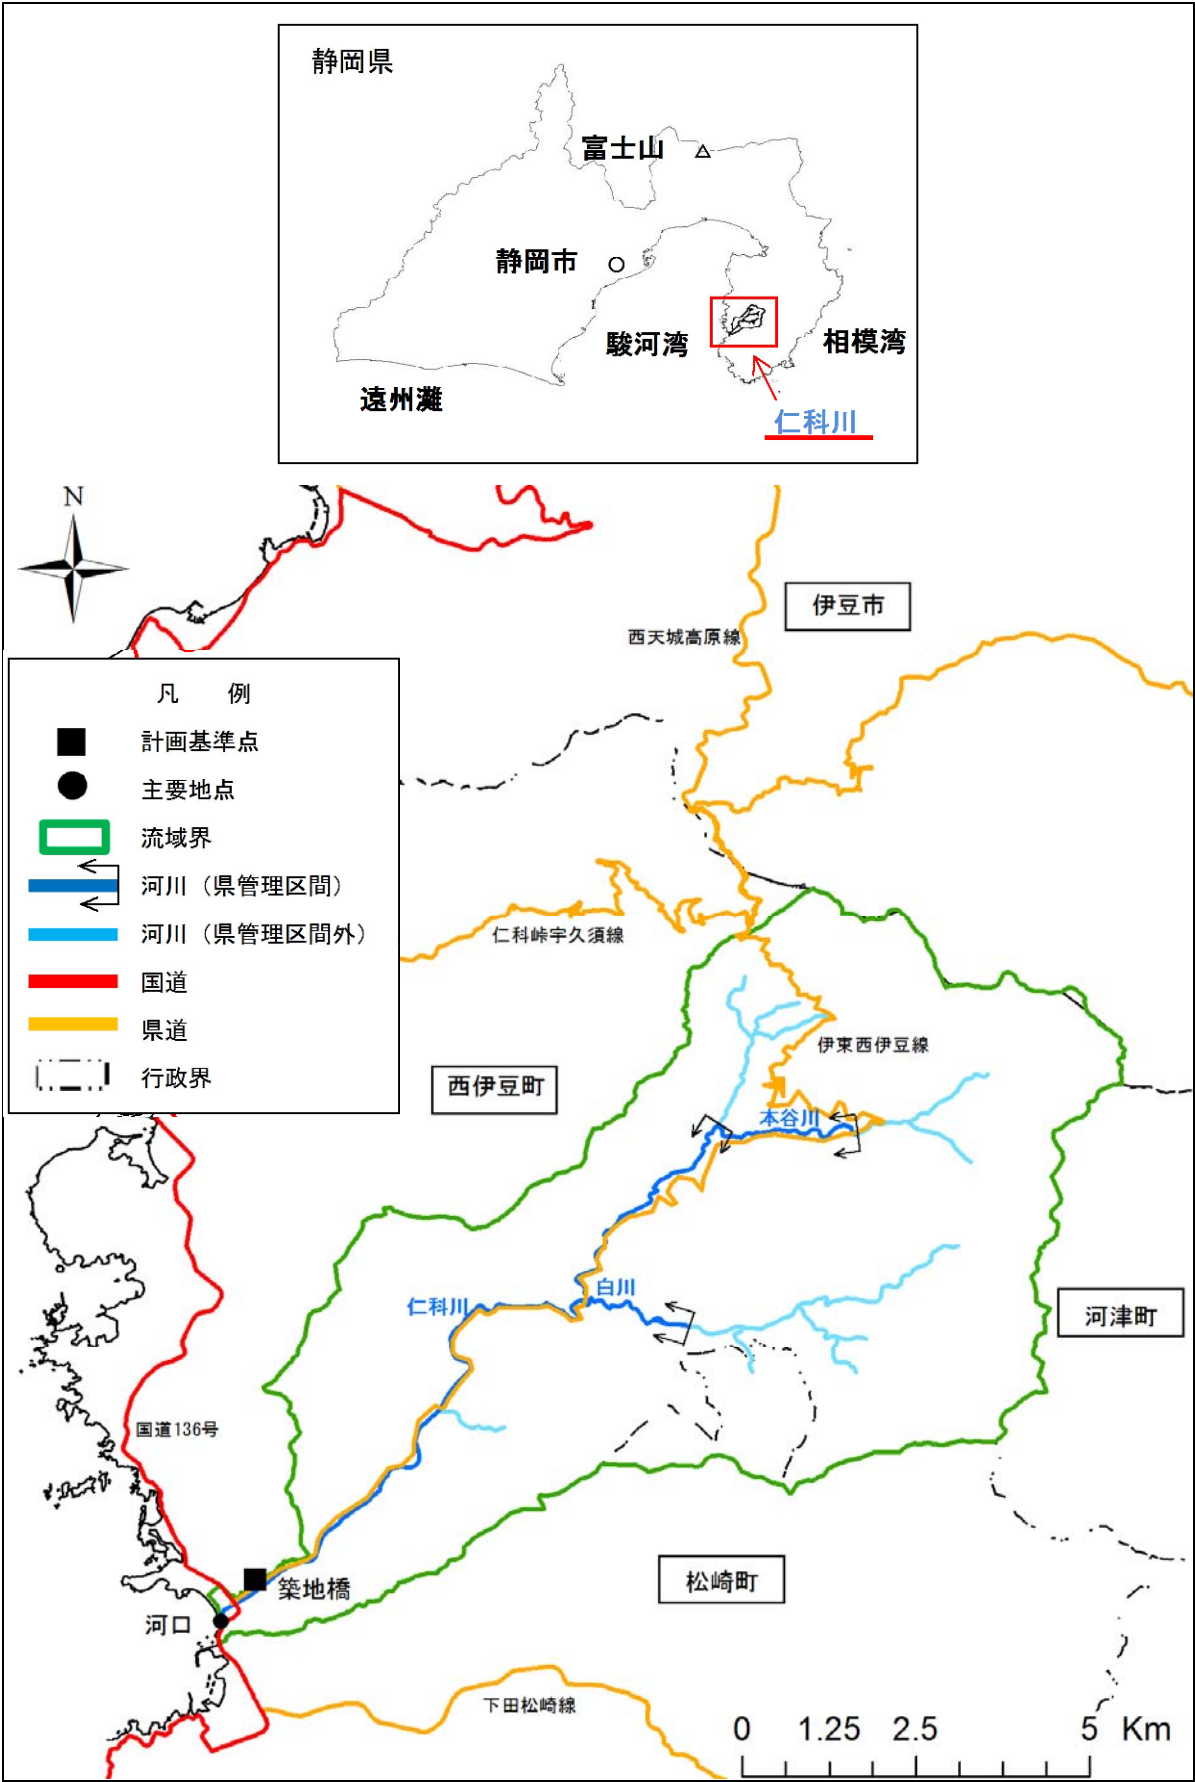 静岡県
富士山
静岡市
駿河湾
相模湾
遠州灘
仁科川
N
伊豆市
西天城高原線
凡 例
計画基準点
主要地点
流域界
河川（県管理区間）
河川（県管理区間外）
国道
県道
行政界
仁科峠宇久須線
伊東西伊豆線
西伊豆町
本谷川
白川
仁科川
河津町
国道136号
築地橋
松崎町
河口
下田松崎線
0 1.25 2.5 5 Km